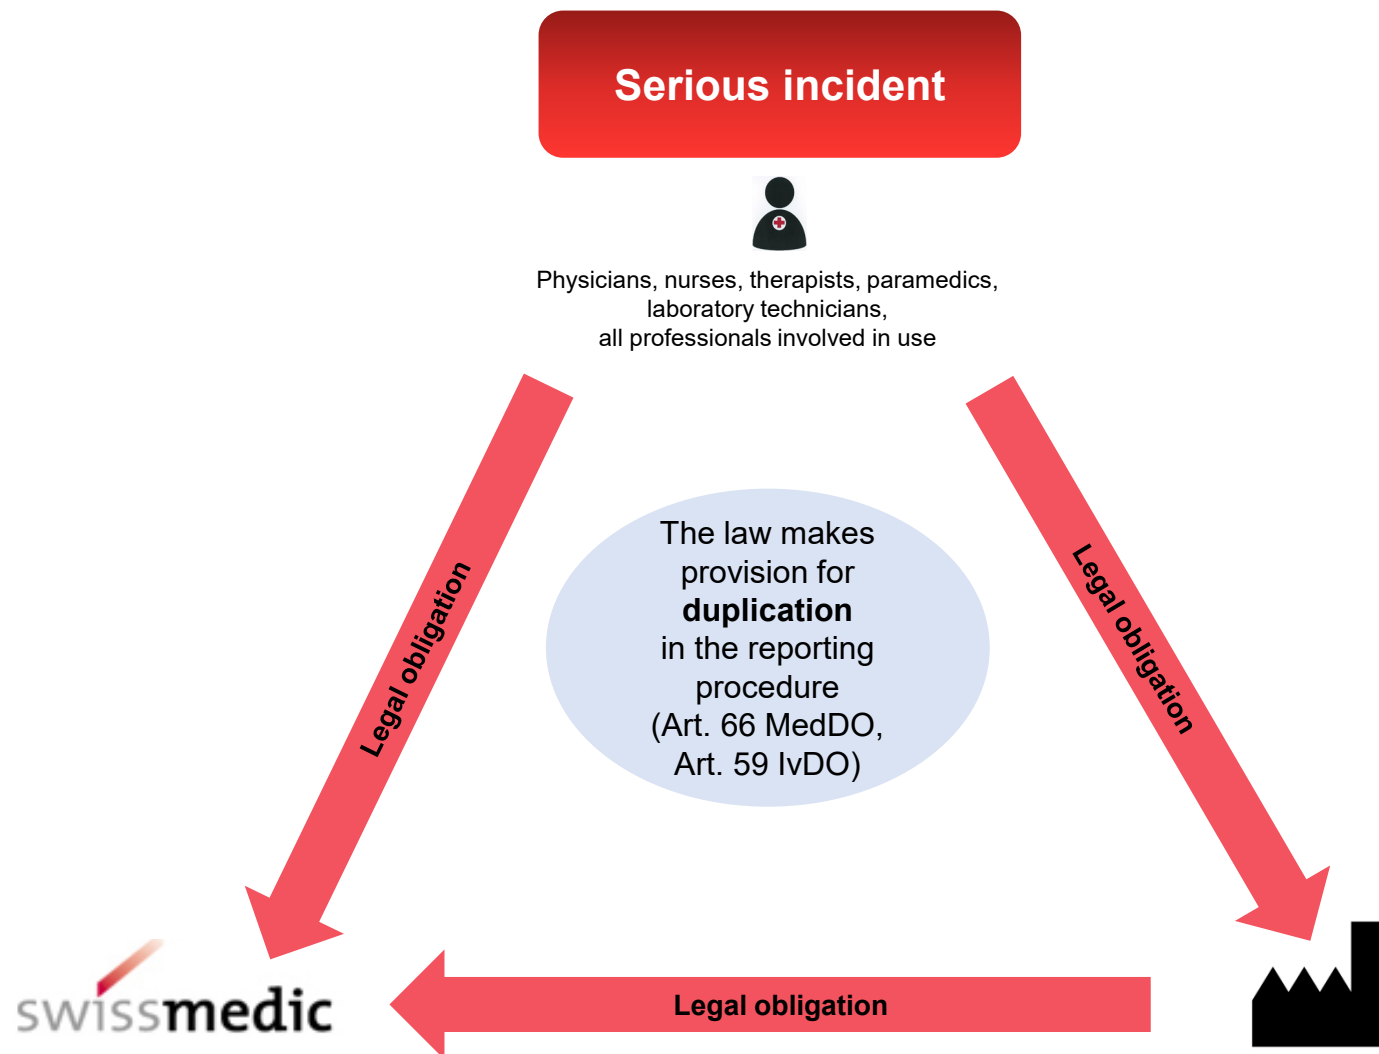 Serious incident
Physicians, nurses, therapists, paramedics,
laboratory technicians,
all professionals involved in use
Legal obligation
Legal obligation
The law makes
provision for
duplication
in the reporting
procedure
(Art. 66 MedDO,
Art. 59 IvDO)
swissmedic
Legal obligation